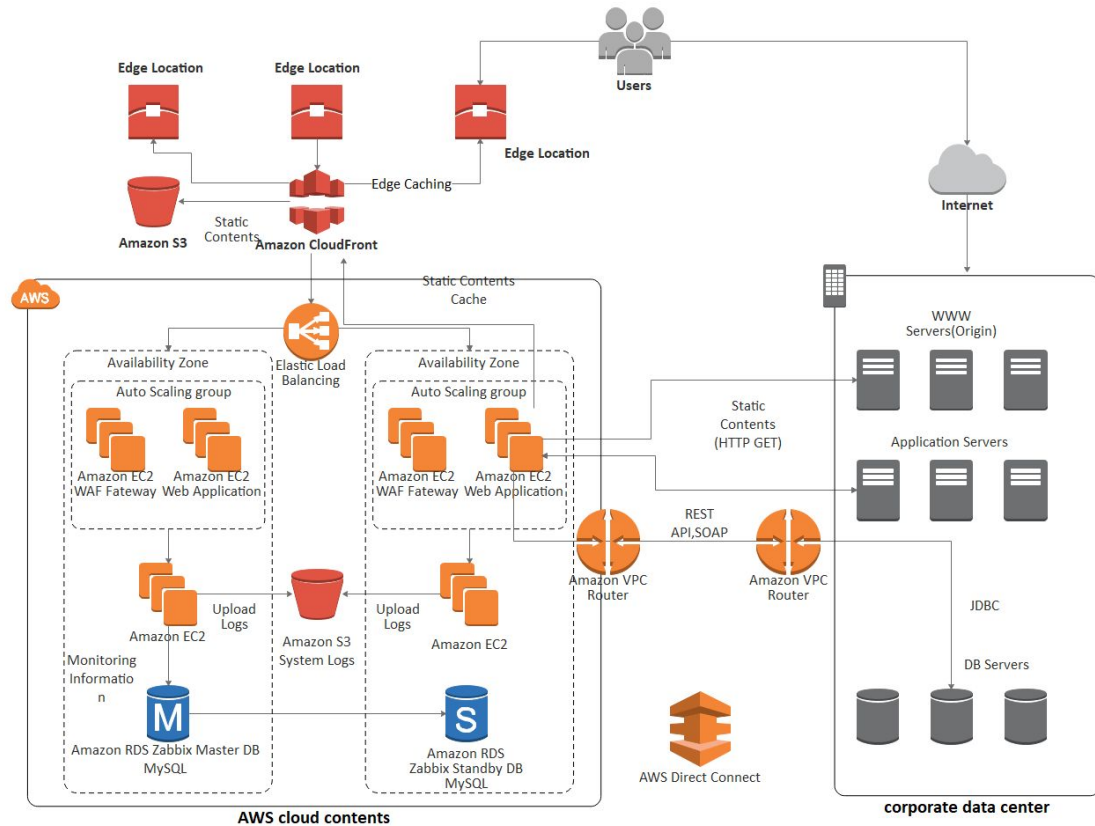 Users
Edge Location
Edge Location
Edge Location
Edge Caching
Internet
Amazon S3
Static
Contents
Amazon CloudFront
Static Contents
Cache
AWS
Elastic Load
Balancing
Availability Zone
Availability Zone
Auto Scaling group
Auto Scaling group
Amazon EC2
WAF Fateway
Amazon EC2
Web Application
Amazon EC2
WAF Fateway
Amazon EC2
Web Application
WWW
Servers(Origin)
Static
Contents
(HTTP GET)
Application Servers
REST
API,SOAP
Amazon VPC
Router
Amazon VPC
Router
Upload
Logs
Upload
Logs
Amazon EC2
Amazon S3
System Logs
Amazon EC2
JDBC
Monitoring
Informatio
n
DB Servers
M
S
Amazon RDS Zabbix Master DB
MySQL
Amazon RDS
Zabbix Standby DB
MySQL
AWS Direct Connect
AWS cloud contents
corporate data center